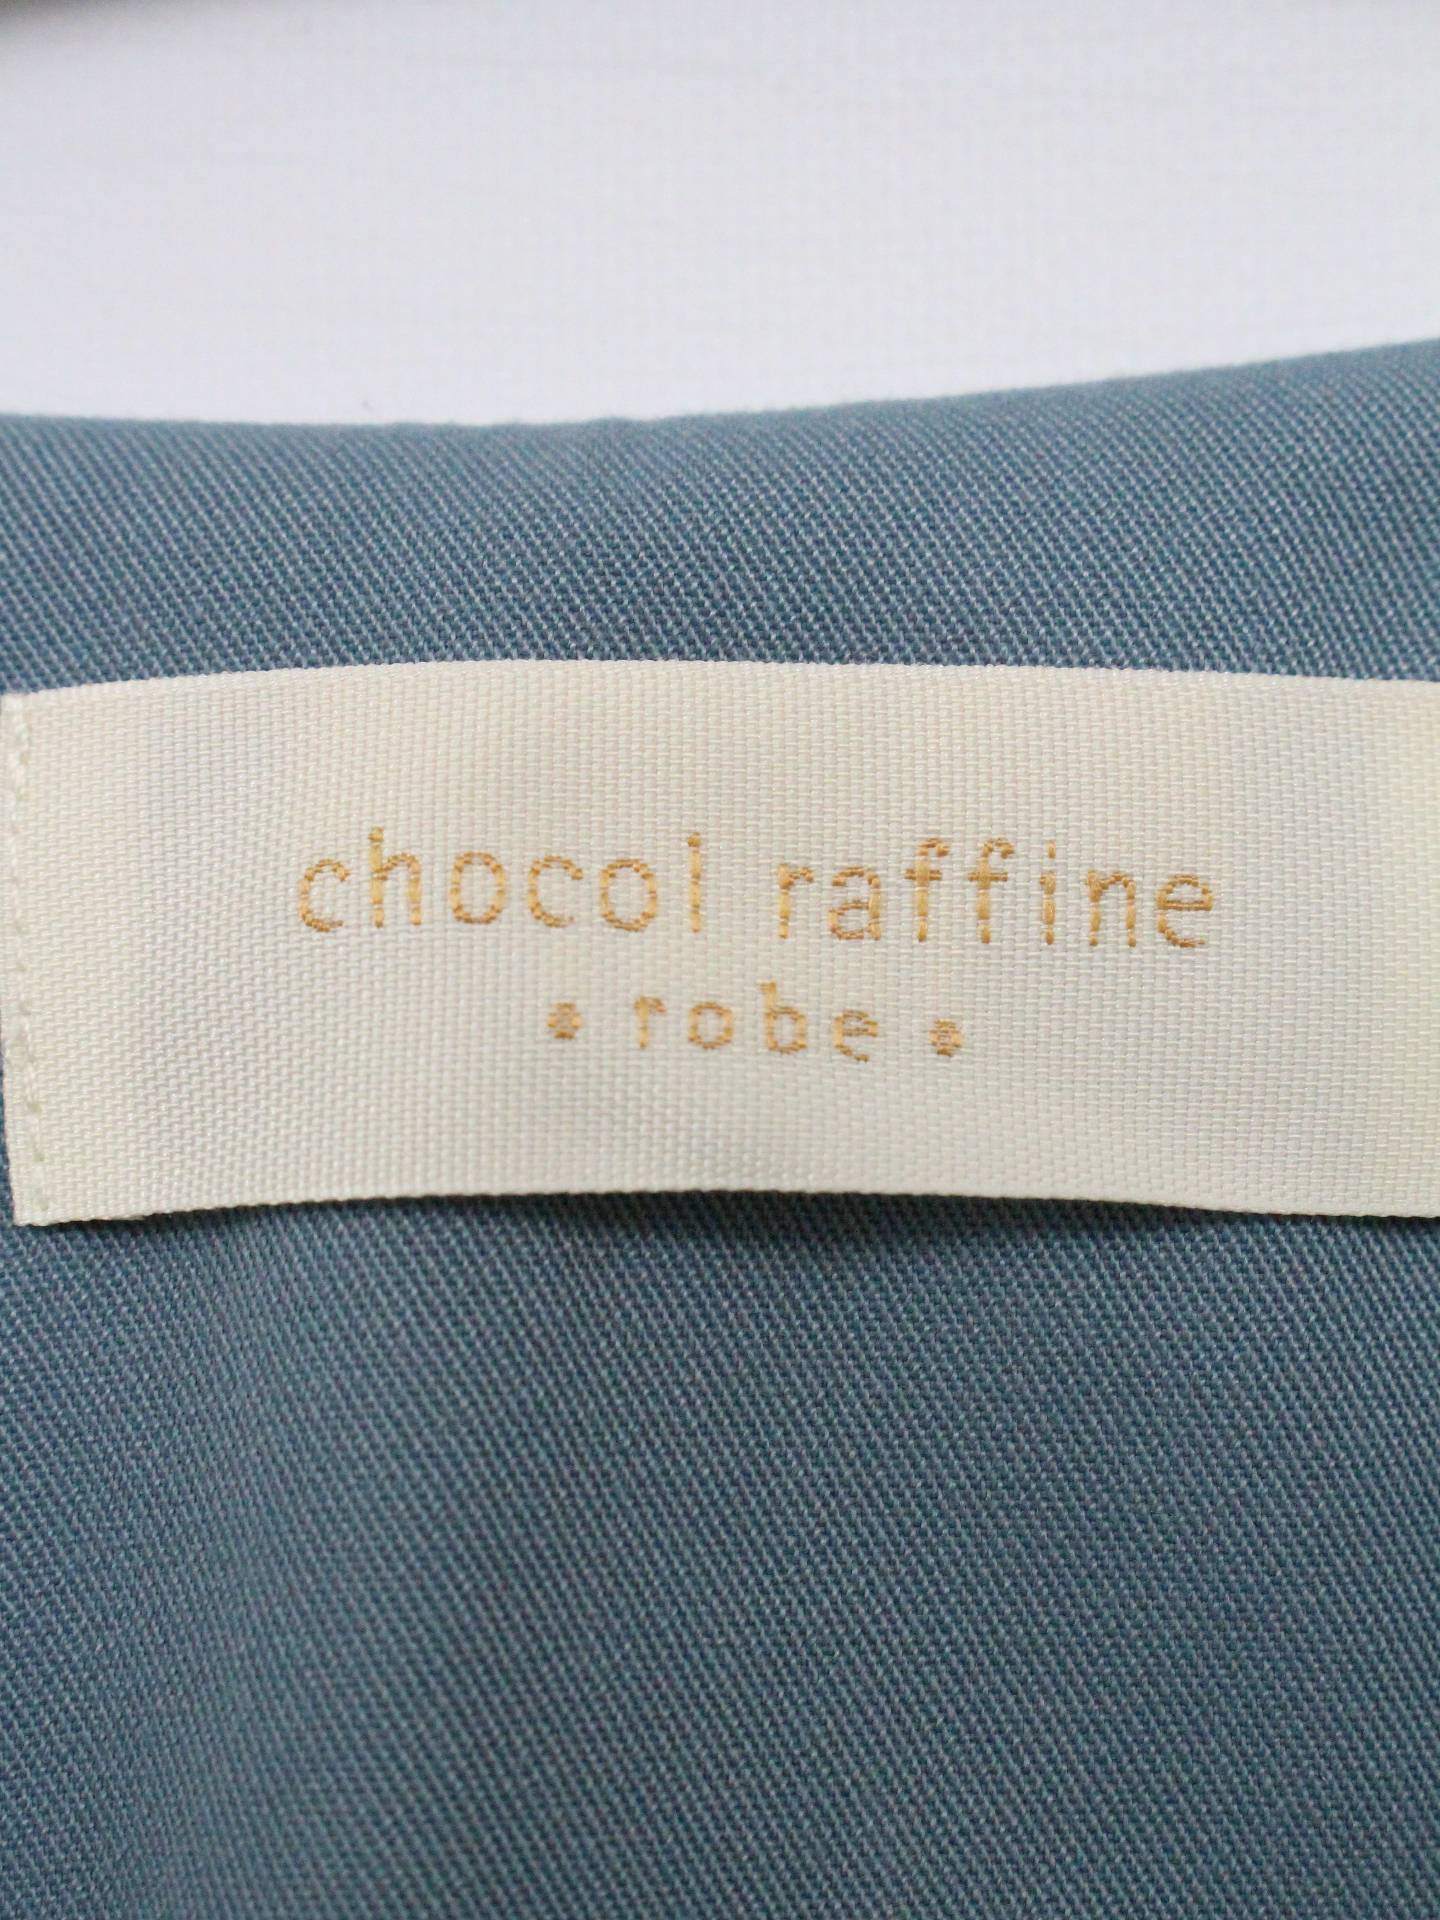 chocol raffine
• robe •